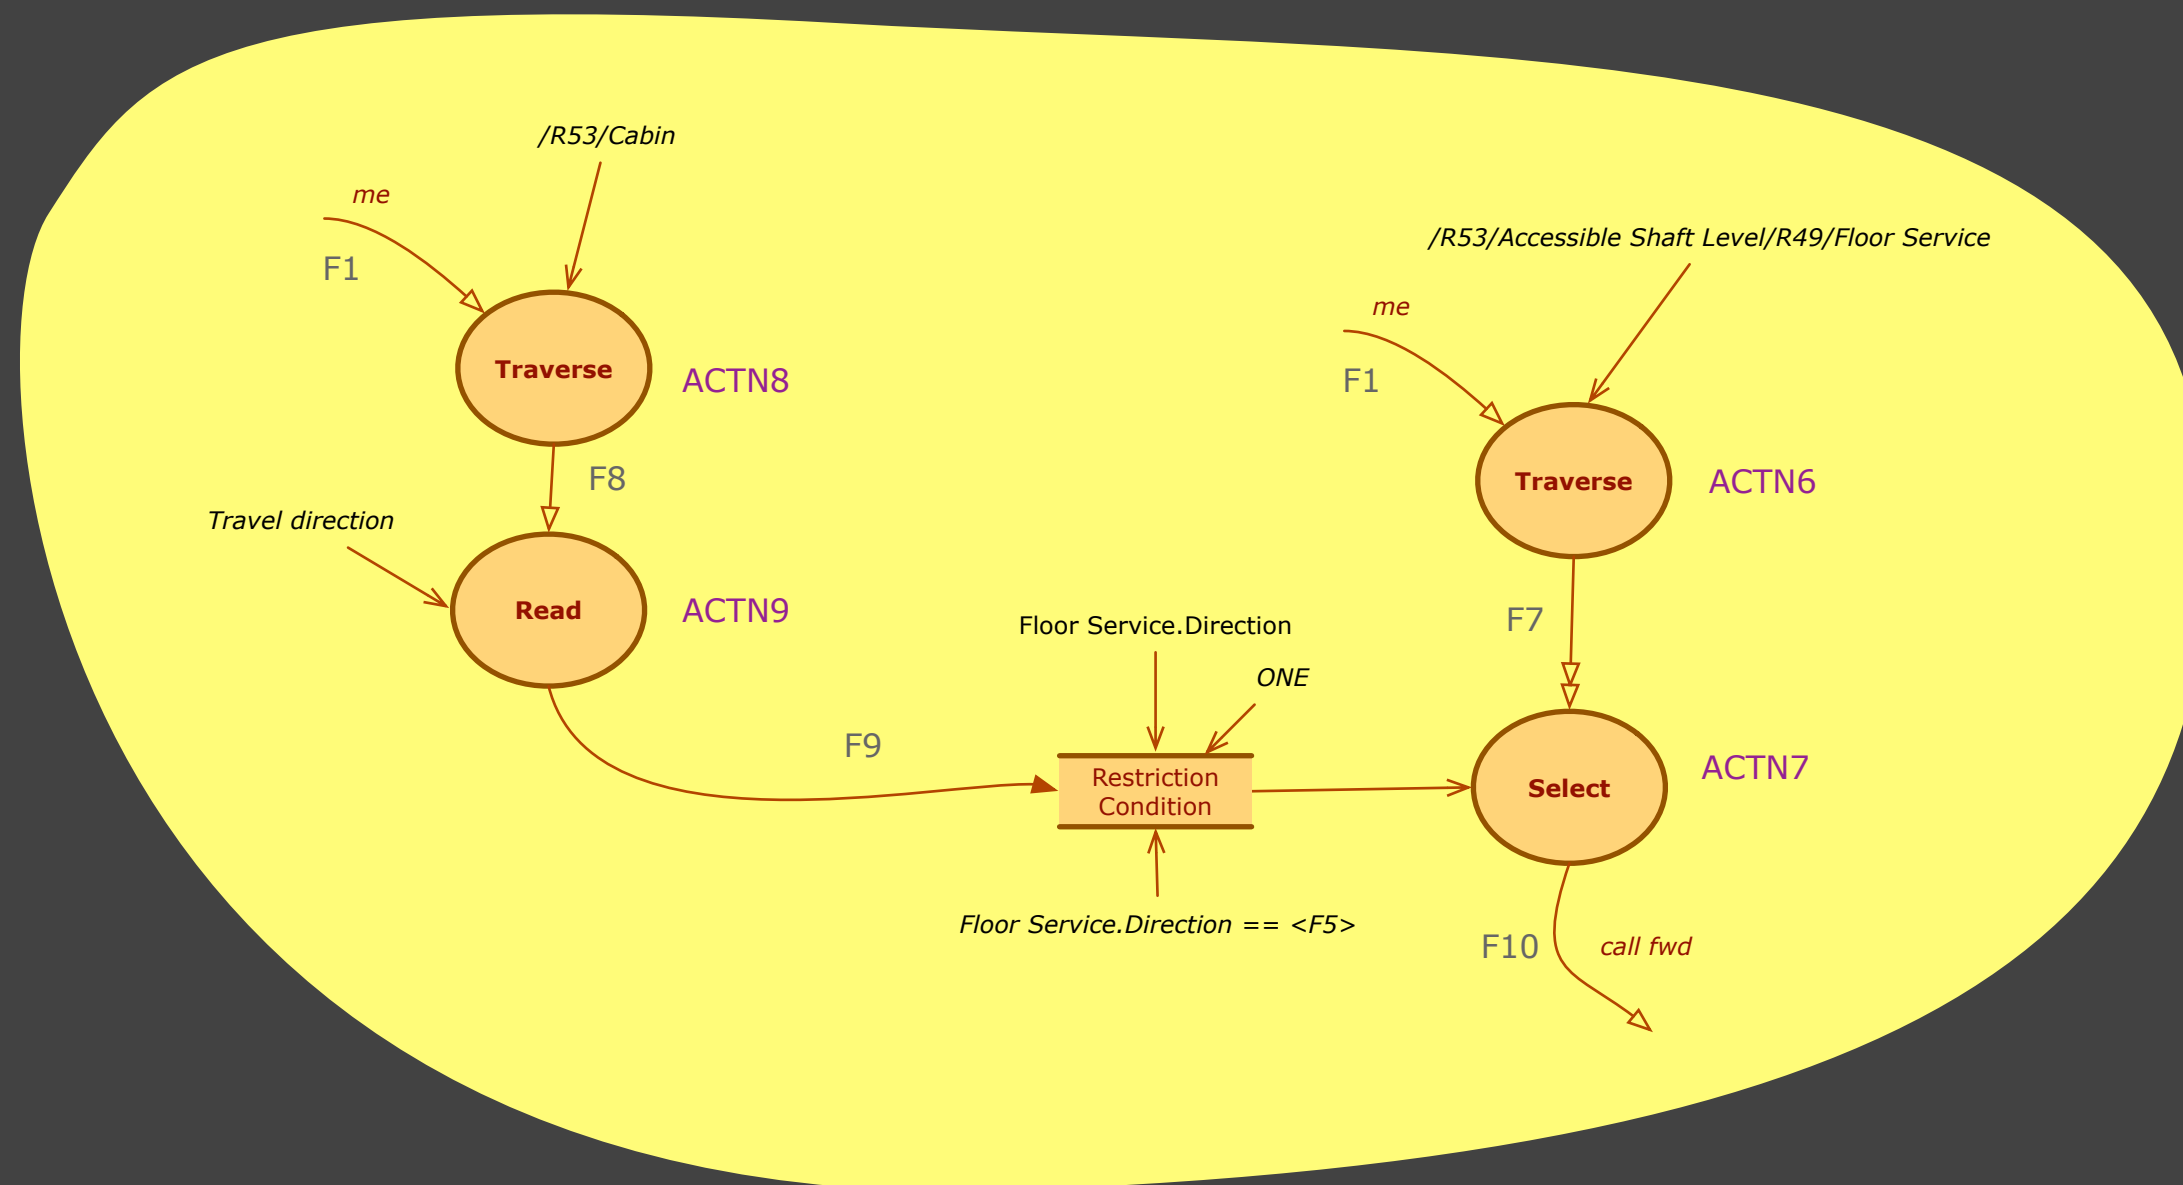 /R53/Cabin
me
F1
/R53/Accessible Shaft Level/R49/Floor Service
me
F1
Traverse
ACTN8
Traverse
ACTN6
F8
Travel direction
Read
ACTN9
F7
Floor Service.Direction
ONE
F9
Restriction
Condition
Select
ACTN7
Floor Service.Direction == <F5>
F10
call fwd